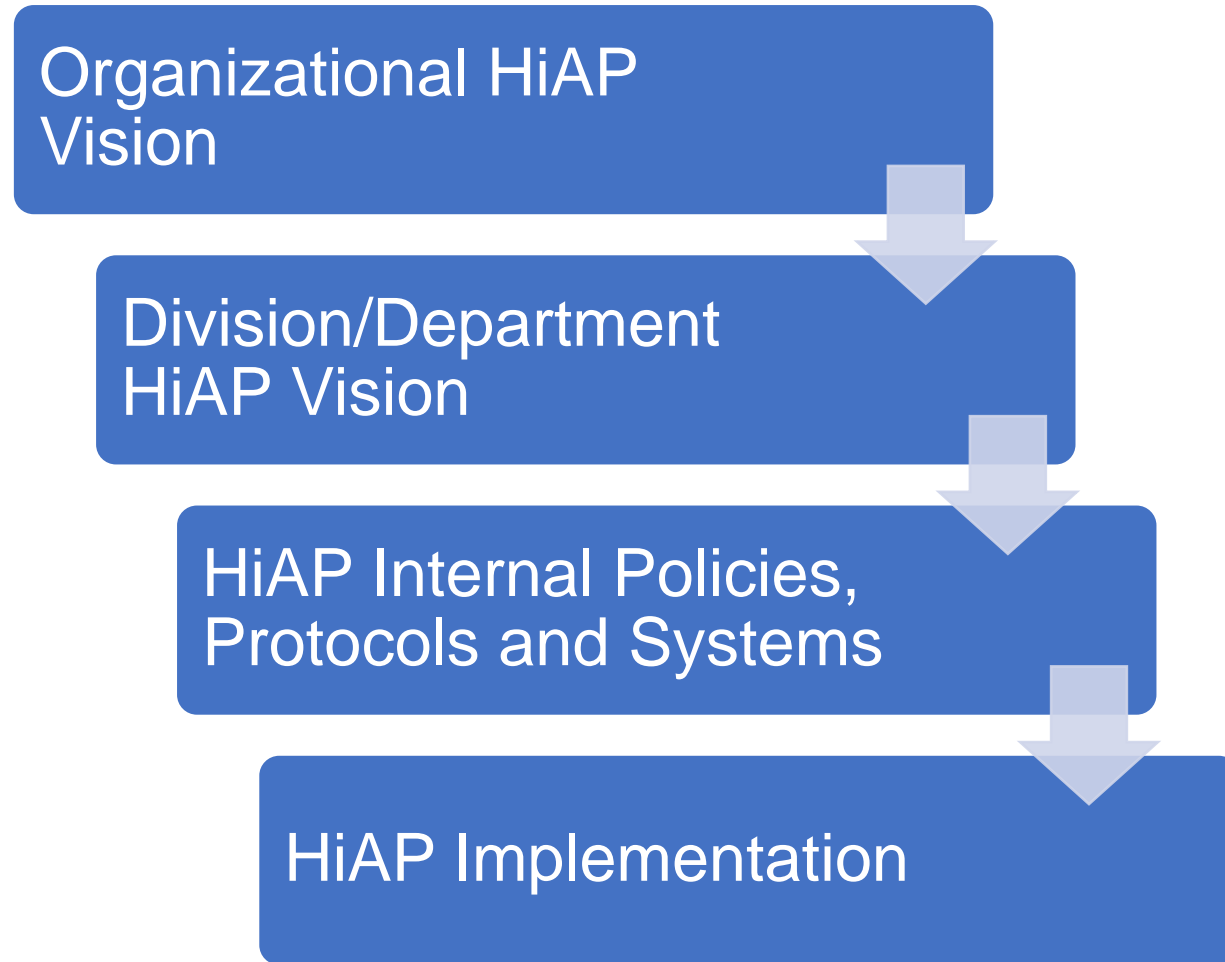 Organizational HiAP
Vision
Division/Department
HiAP Vision
HiAP Internal Policies,
Protocols and Systems
HiAP Implementation